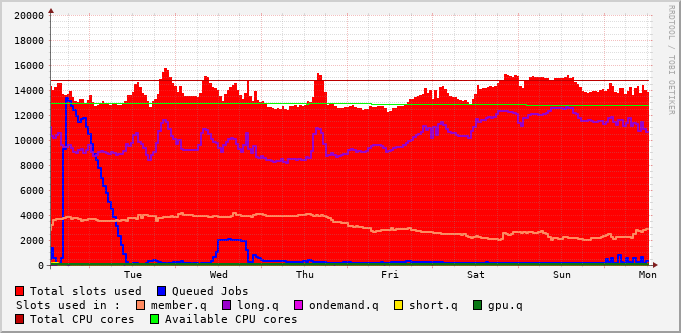 RRDTOOL / TOBI OETIKER
20000
18000
16000
14000
12000
10000
8000
6000
4000
2000
0
Tue Wed Thu Fri Sat Sun Mon
Total slots used Queued Jobs
Slots used in : member.q long.q ondemand.q short.q gpu.q
Total CPU cores Available CPU cores